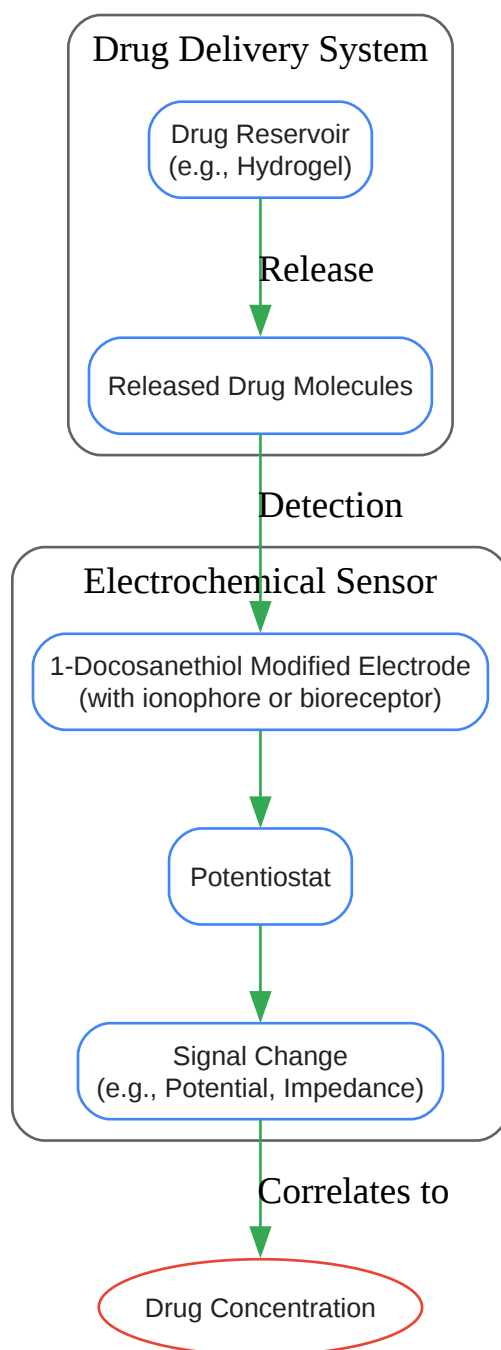 Drug Delivery System
Drug Reservoir
(e.g., Hydrogel)
Release
Released Drug Molecules
Detection
Electrochemical Sensor
1-Docosanethiol Modified Electrode
(with ionophore or bioreceptor)
Potentiostat
Signal Change
(e.g., Potential, Impedance)
Correlates to
Drug Concentration